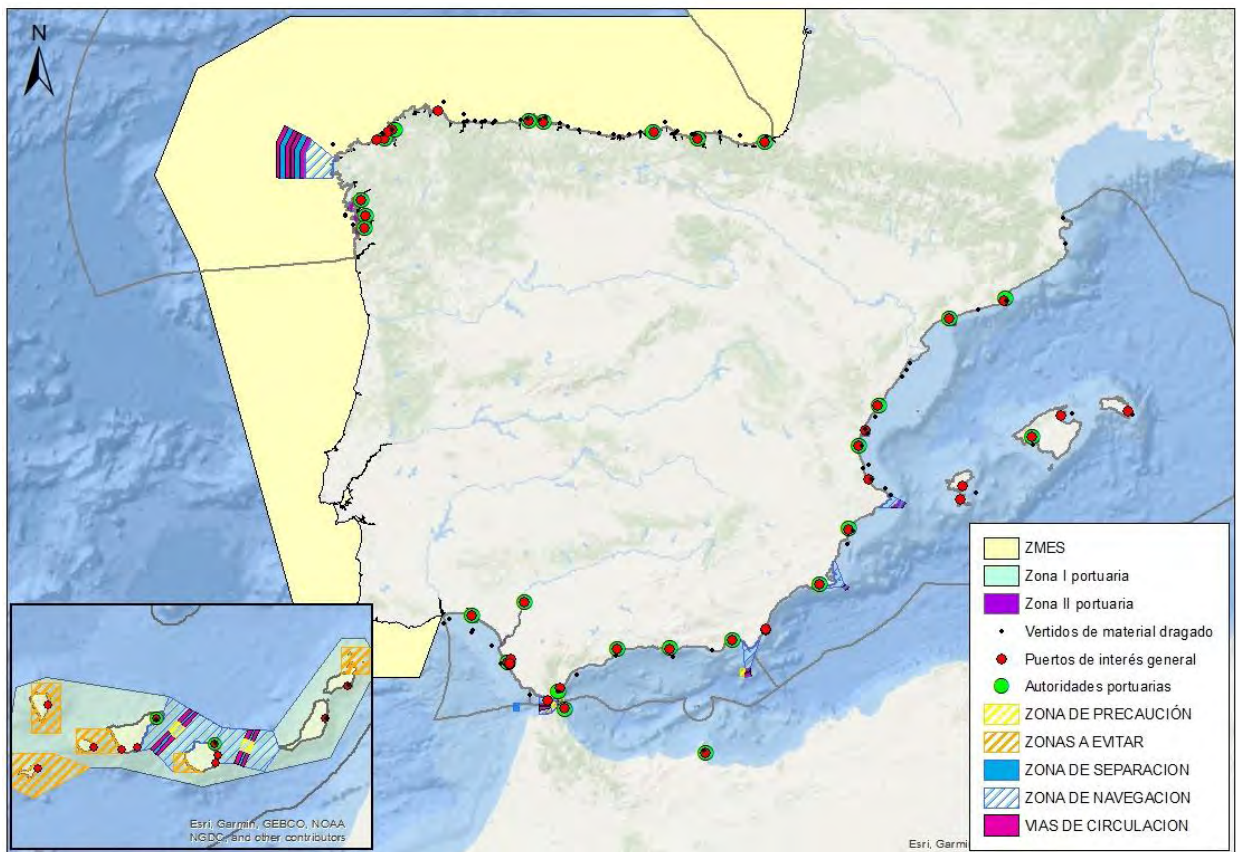 N
ZMES
Zona I portuaria
Zona II portuaria
Vertidos de material dragado
Puertos de interés general
Autoridades portuarias
ZONA DE PRECAUCIÓN
ZONAS A EVITAR
ZONA DE SEPARACION
ZONA DE NAVEGACION
VIAS DE CIRCULACION
Esri, Garmin, GEBCO, NOAA
NGDC, and other contributors
Esri, Garmi